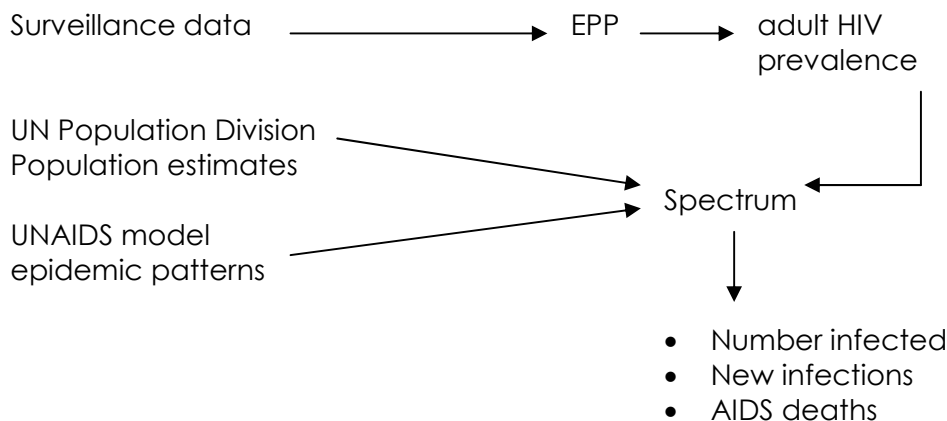 Surveillance data
EPP
adult HIV
prevalence
UN Population Division
Population estimates
Spectrum
UNAIDS model
epidemic patterns
• Number infected
• New infections
• AIDS deaths